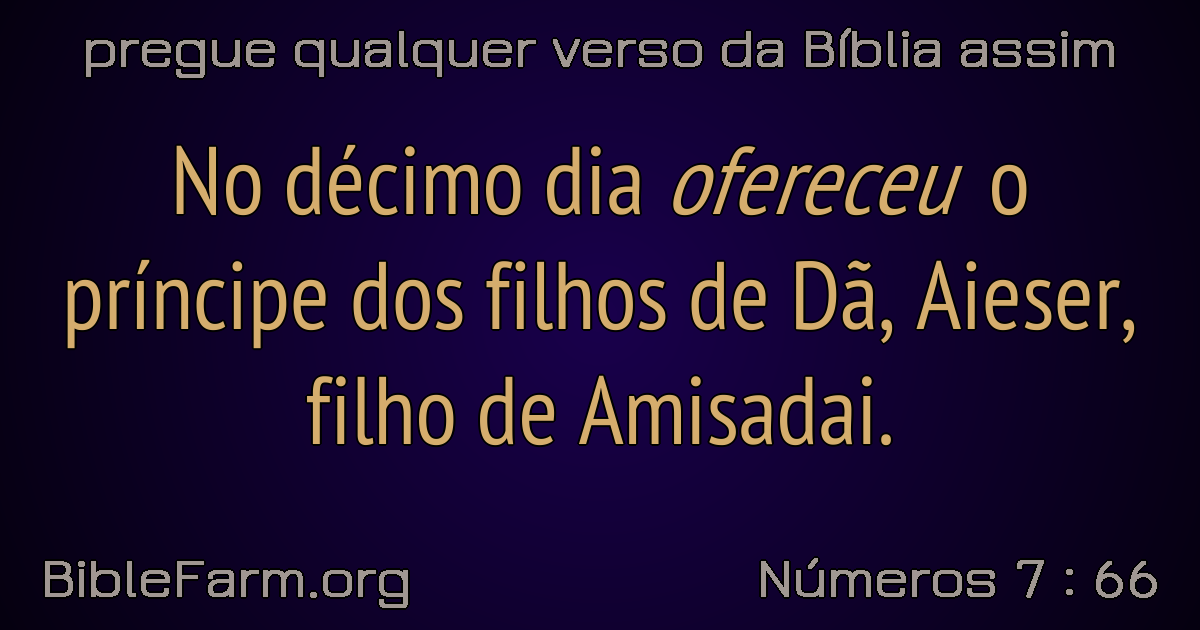 pregue qualquer verso da Bíblia assim
No décimo dia ofereceu o
príncipe dos filhos de Dã, Aieser,
filho de Amisadai.
BibleFarm.org
Números 7 : 66